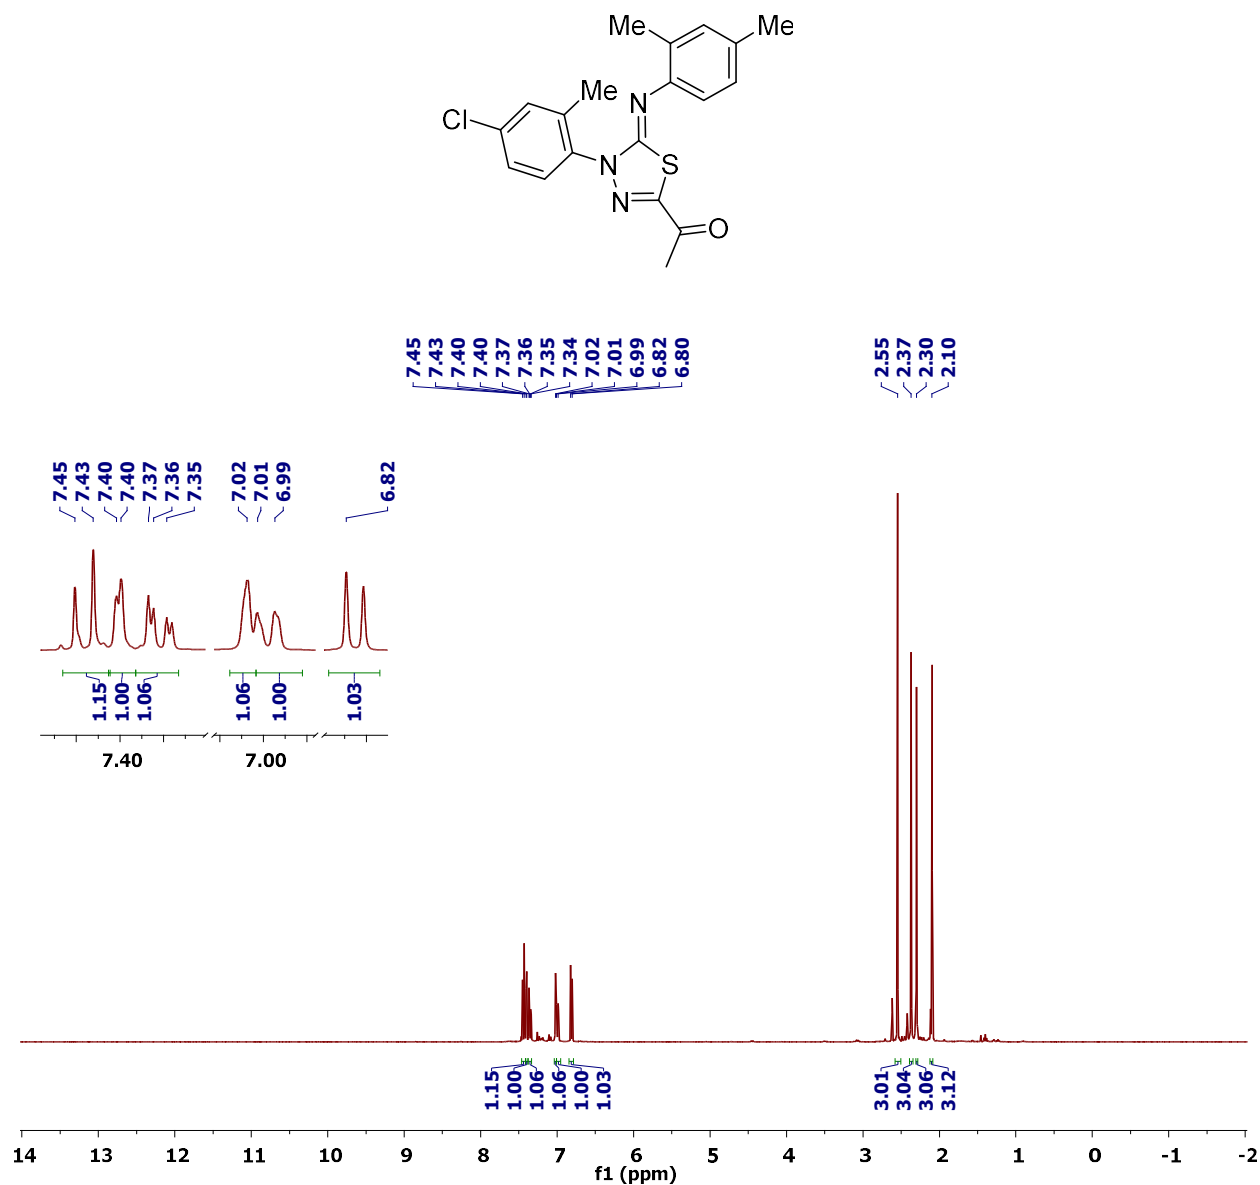 Me Me
Me N
Cl
N S
N
O
7.45 7.43 7.40 7.40 7.37 7.36 7.35 7.34 7.02 7.01 6.99 6.82 6.80
2.55 2.37 2.30 2.10
7.45 7.43 7.40 7.40 7.37 7.36 7.35
7.02 7.01 6.99
6.82
1.15 1.00 1.06
1.06 1.00
1.03
7.40 7.00
1.15 1.00 1.06 1.06 1.00 1.03
3.01 3.04 3.06 3.12
14 13 12 11 10 9 8 7 6 5 4 3 2 1 0 -1 -2
f1 (ppm)